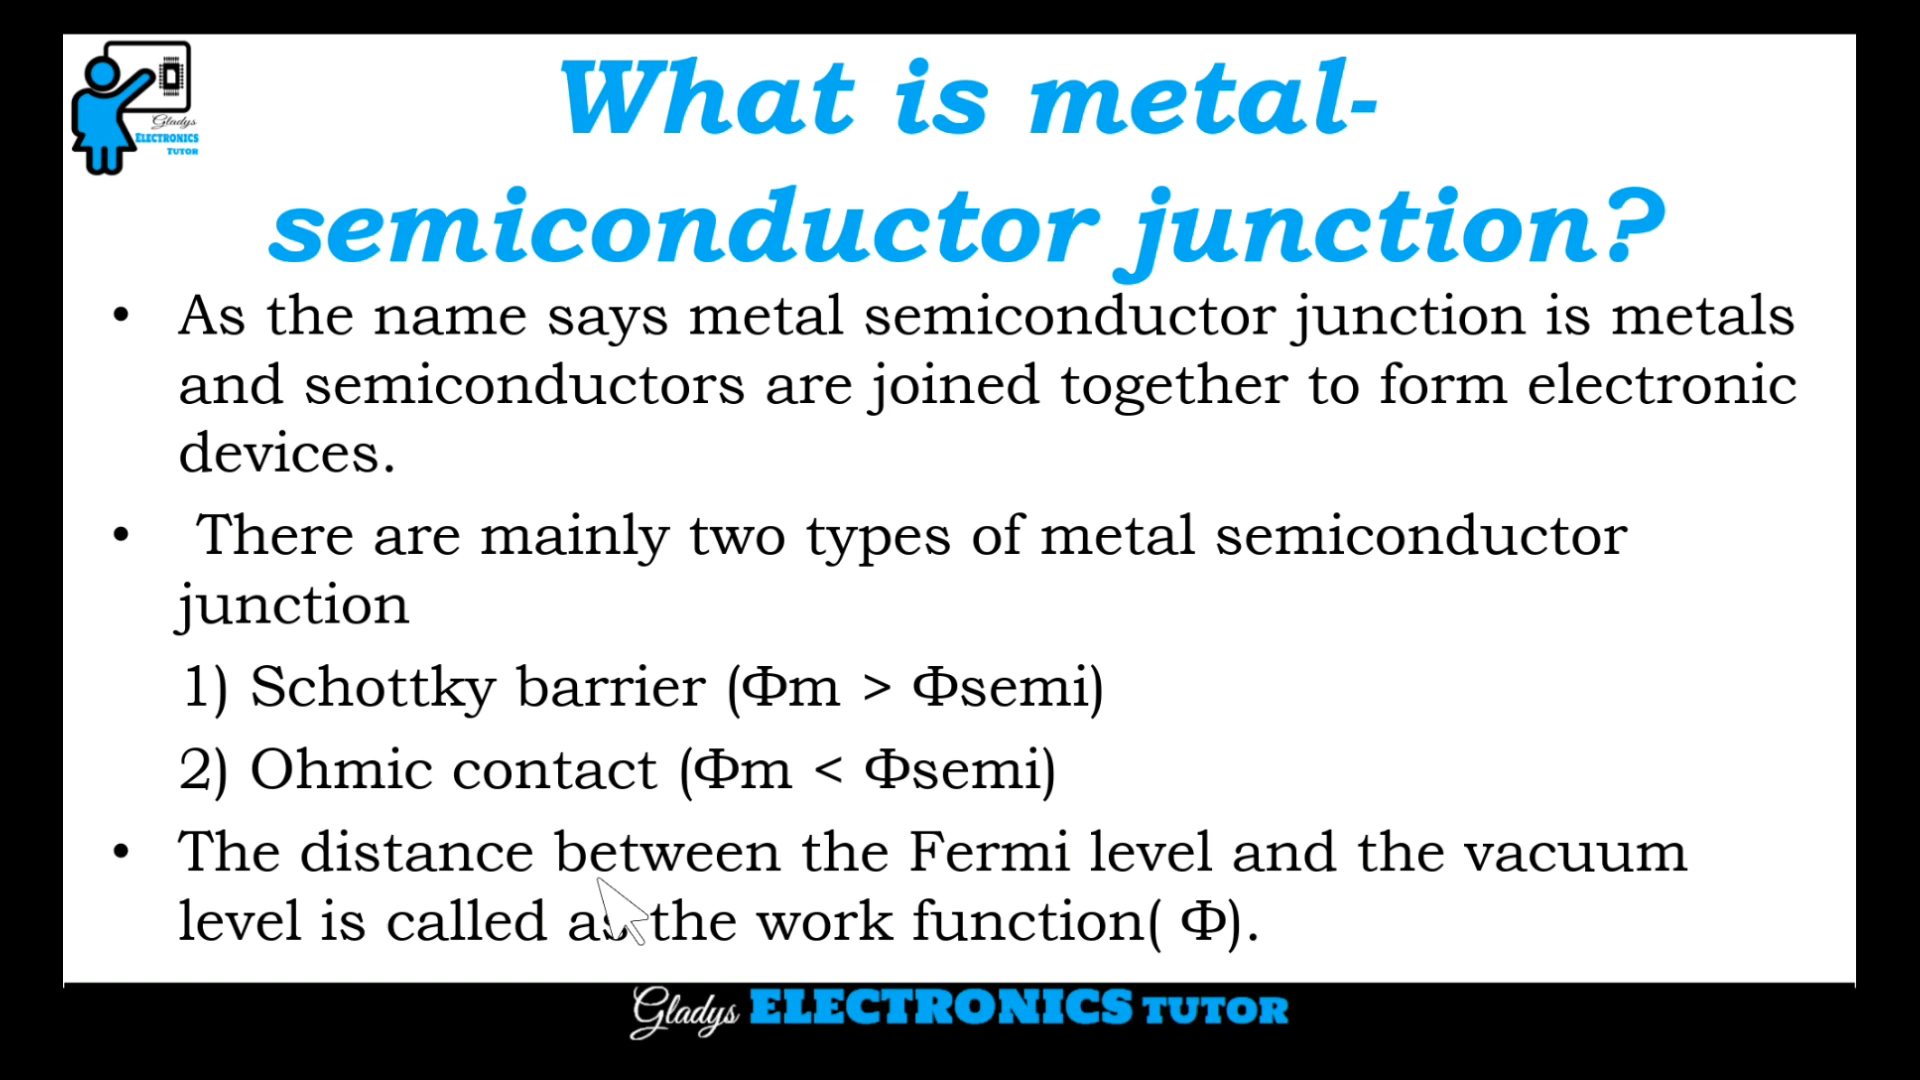 Gladys
ELECTRONICS
TUTOR
What is metal-
semiconductor junction?
• As the name says metal semiconductor junction is metals
and semiconductors are joined together to form electronic
devices.
• There are mainly two types of metal semiconductor
junction
1) Schottky barrier (Φm > Φsemi)
2) Ohmic contact (Φm < Φsemi)
• The distance between the Fermi level and the vacuum
level is called as the work function( Φ).
Gladys ELECTRONICS TUTOR